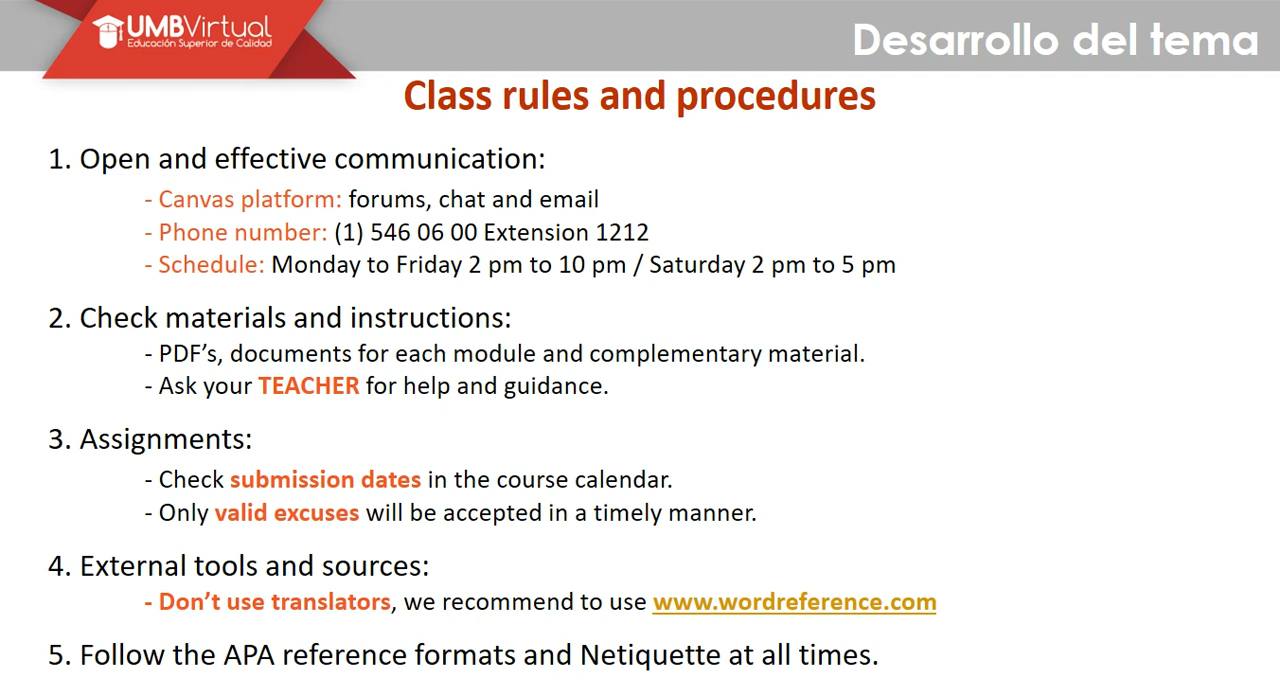 UMBVirtual
Educación Superior de Calidad
Desarrollo del tema
Class rules and procedures
1. Open and effective communication:
- Canvas platform: forums, chat and email
- Phone number: (1) 546 06 00 Extension 1212
- Schedule: Monday to Friday 2 pm to 10 pm / Saturday 2 pm to 5 pm
2. Check materials and instructions:
- PDF’s, documents for each module and complementary material.
- Ask your TEACHER for help and guidance.
3. Assignments:
- Check submission dates in the course calendar.
- Only valid excuses will be accepted in a timely manner.
4. External tools and sources:
- Don’t use translators, we recommend to use www.wordreference.com
5. Follow the APA reference formats and Netiquette at all times.